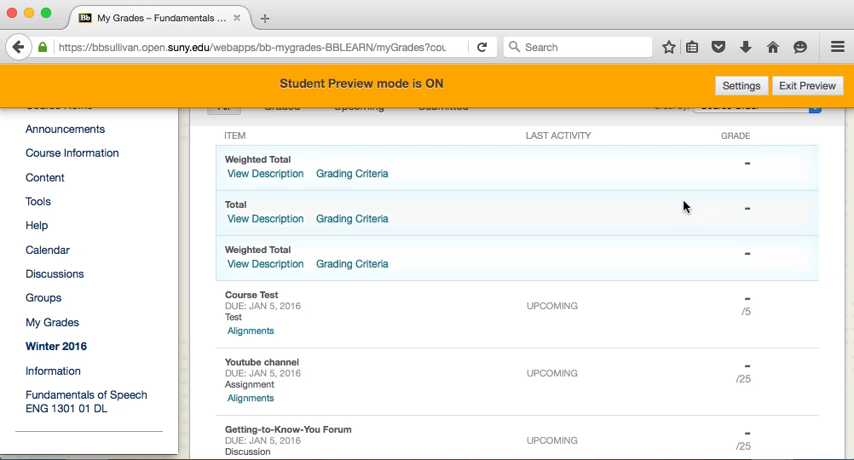 My Grades – Fundamentals ...
https://bbsullivan.open.suny.edu/webapps/bb-mygrades-BBLEARN/myGrades?cou
Search
Student Preview mode is ON
Settings
Exit Preview
Announcements
Course Information
Content
Tools
Help
Calendar
Discussions
Groups
My Grades
Winter 2016
Information
Fundamentals of Speech
ENG 1301 01 DL
ITEM LAST ACTIVITY GRADE
Weighted Total -
View Description Grading Criteria
Total -
View Description Grading Criteria
Weighted Total -
View Description Grading Criteria
Course Test -
DUE: JAN 5, 2016 UPCOMING /5
Test
Alignments
Youtube channel -
DUE: JAN 5, 2016 UPCOMING /25
Assignment
Alignments
Getting-to-Know-You Forum -
DUE: JAN 5, 2016 UPCOMING /25
Discussion